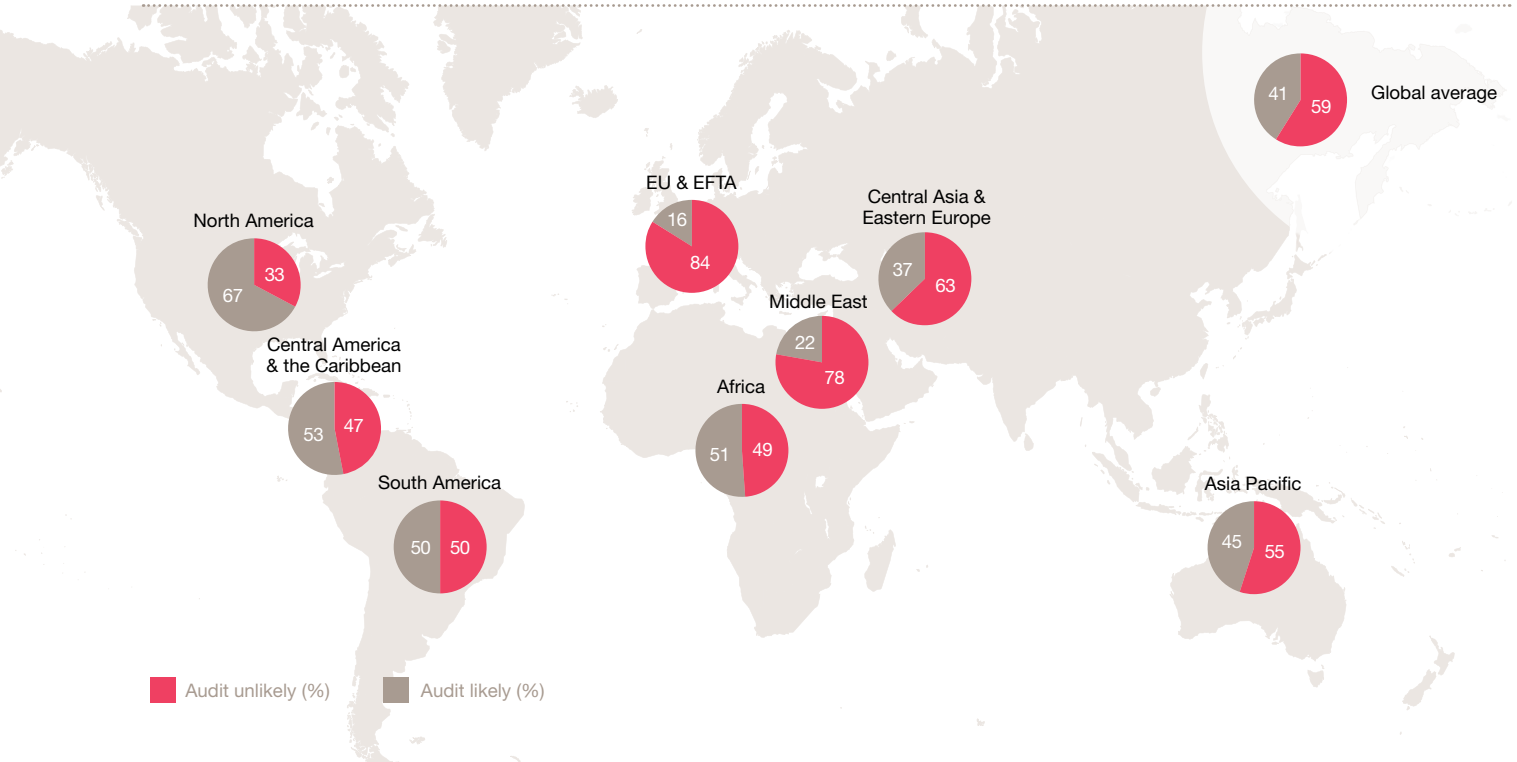 41
59
Global average
EU & EFTA
16
84
Central Asia &
Eastern Europe
37
63
North America
33
67
Middle East
22
78
Central America
& the Caribbean
53
47
Africa
51
49
South America
50
50
Asia Pacific
45
55
Audit unlikely (%)
Audit likely (%)